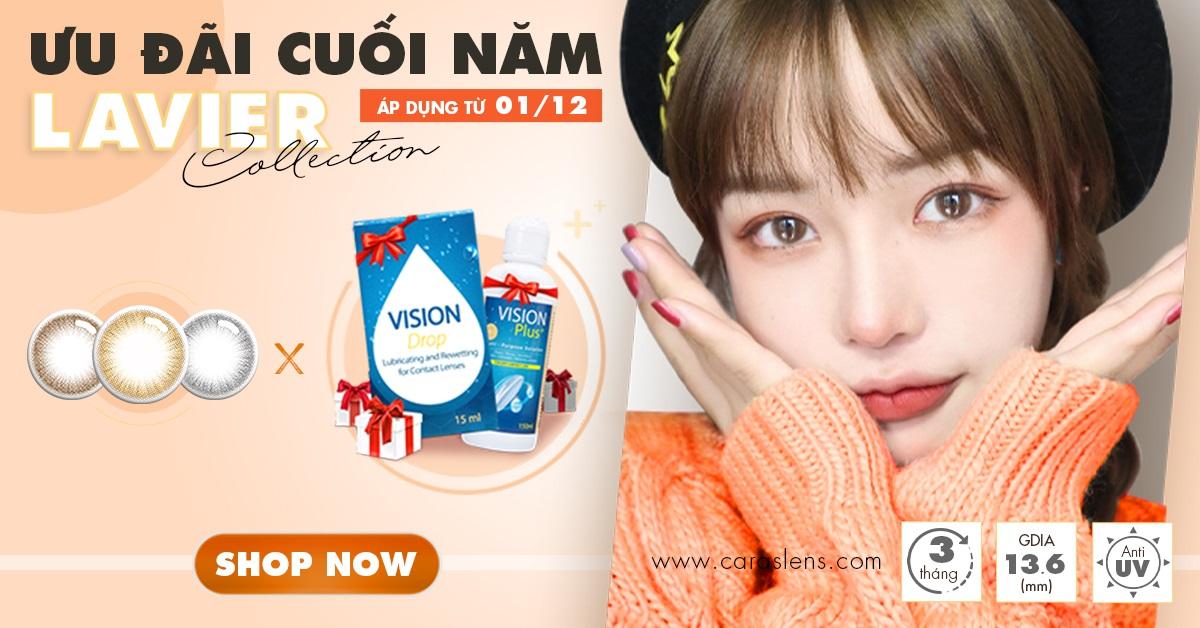 ƯU ĐÃI CUỐI NĂM
LAVIER
ÁP DỤNG TỪ 01/12
Collection
VISION
Drop
Lubricating and Rewetting
for Contact Lenses
15 ml
VISION
Plus
150ml
SHOP NOW
www.caraslens.com
3
tháng
GDIA
13.6
(mm)
Anti
UV